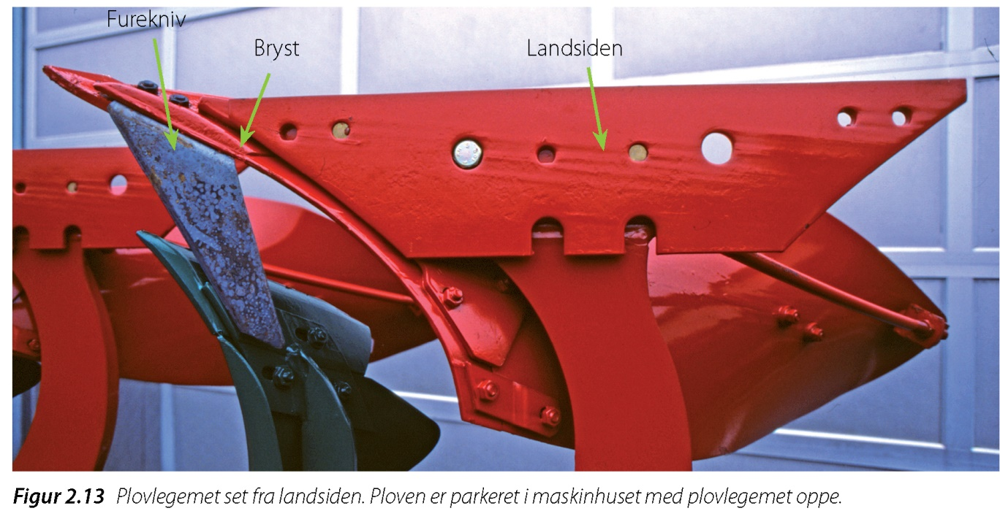 Furekniv
Bryst
Landsiden
Figur 2.13 Plovlegemet set fra landsiden. Ploven er parkeret i maskinhuset med plovlegemet oppe.